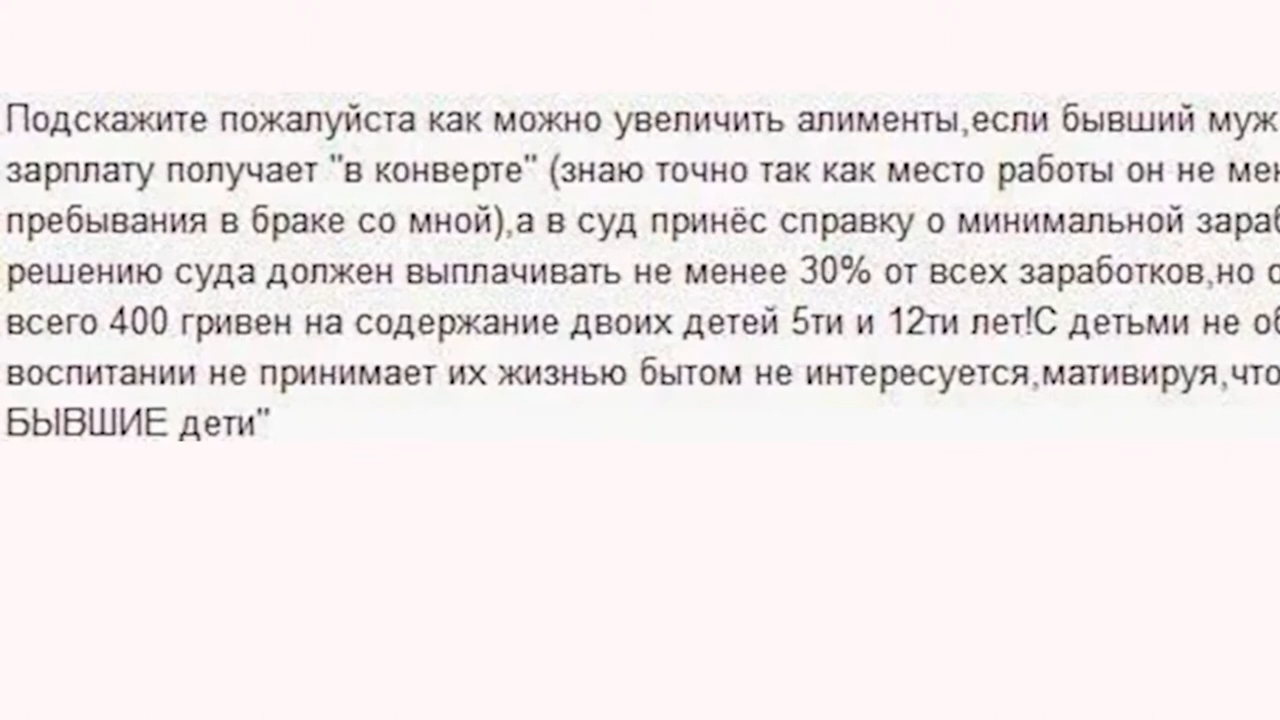 Подскажите пожалуйста как можно увеличить алименты,если бывший муж
зарплату получает "в конверте" (знаю точно так как место работы он не
пребывания в браке со мной),а в суд принёс справку о минимальной
решению суда должен выплачивать не менее 30% от всех заработков,но
всего 400 гривен на содержание двоих детей 5ти и 12ти лет!С детьми не
воспитании не принимает их жизнью бытом не интересуется,мативируя,что
БЫВШИЕ дети"